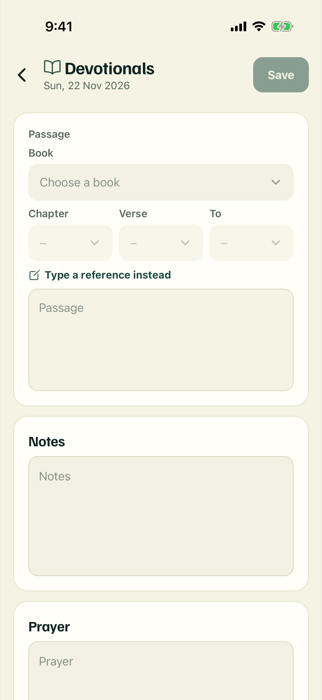 9:41
Devotionals
Sun, 22 Nov 2026
Save
Passage
Book
Choose a book
Chapter Verse To
– – –
Type a reference instead
Passage
Notes
Notes
Prayer
Prayer